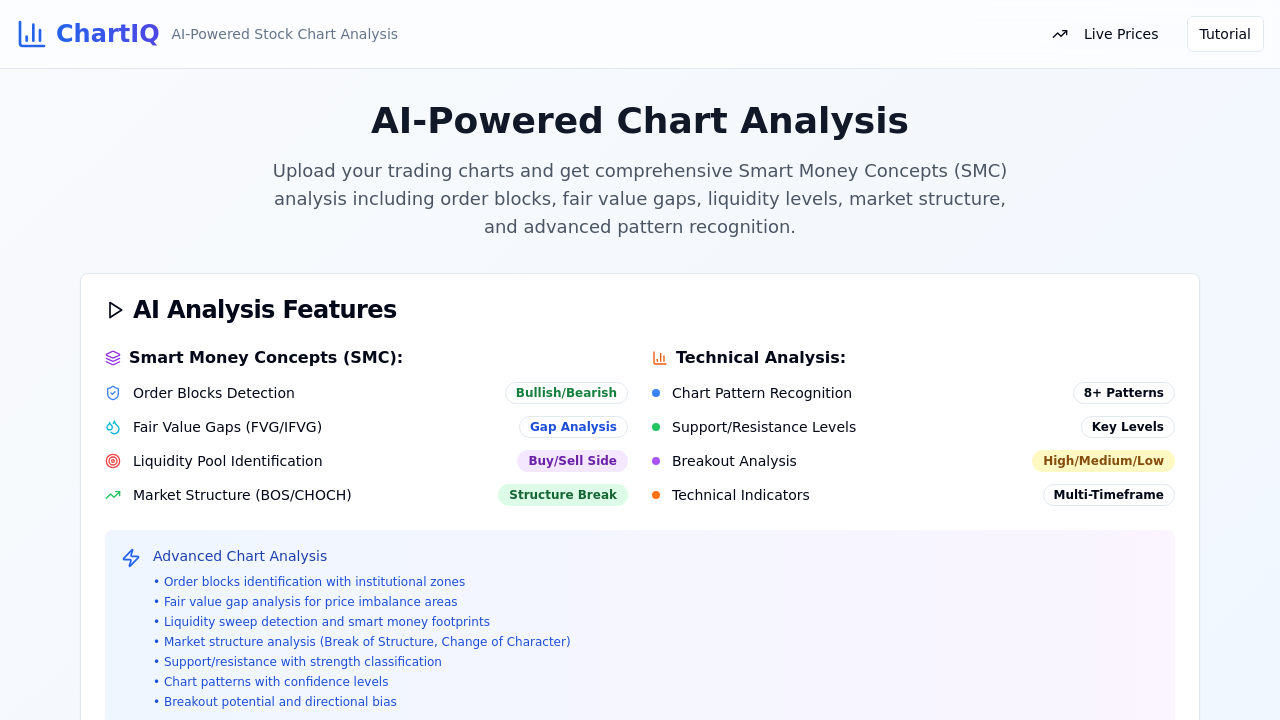 ChartIQ AI-Powered Stock Chart Analysis Live Prices Tutorial
AI-Powered Chart Analysis
Upload your trading charts and get comprehensive Smart Money Concepts (SMC)
analysis including order blocks, fair value gaps, liquidity levels, market structure,
and advanced pattern recognition.
AI Analysis Features
Smart Money Concepts (SMC):
Order Blocks Detection Bullish/Bearish
Fair Value Gaps (FVG/IFVG) Gap Analysis
Liquidity Pool Identification Buy/Sell Side
Market Structure (BOS/CHOCH) Structure Break
Technical Analysis:
Chart Pattern Recognition 8+ Patterns
Support/Resistance Levels Key Levels
Breakout Analysis High/Medium/Low
Technical Indicators Multi-Timeframe
Advanced Chart Analysis
• Order blocks identification with institutional zones
• Fair value gap analysis for price imbalance areas
• Liquidity sweep detection and smart money footprints
• Market structure analysis (Break of Structure, Change of Character)
• Support/resistance with strength classification
• Chart patterns with confidence levels
• Breakout potential and directional bias